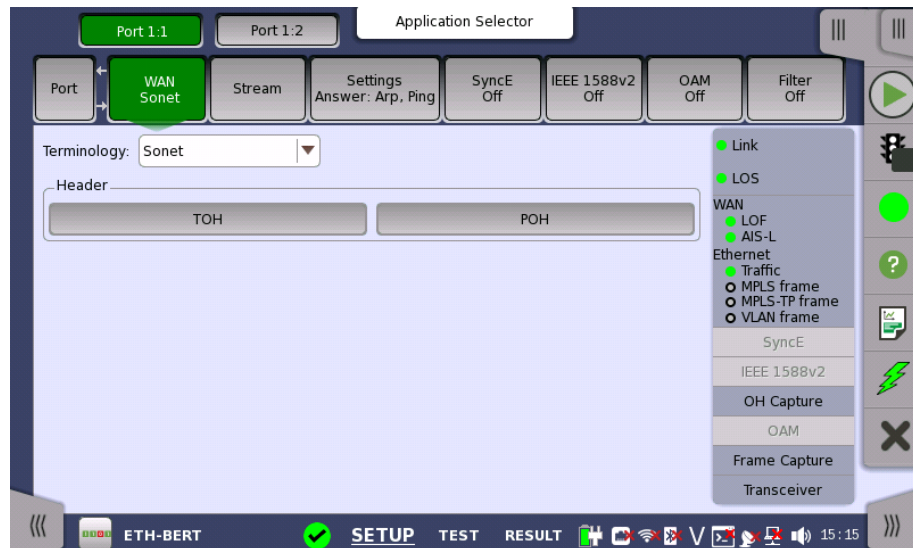 Application Selector
Port 1:1
Port 1:2
Port
WAN
Sonet
Stream
Settings
Answer: Arp, Ping
SyncE
Off
IEEE 1588v2
Off
OAM
Off
Filter
Off
Terminology: Sonet
Header
TOH
POH
Link
LOS
WAN
LOF
AIS-L
Ethernet
Traffic
MPLS frame
MPLS-TP frame
VLAN frame
SyncE
IEEE 1588v2
OH Capture
OAM
Frame Capture
Transceiver
ETH-BERT
SETUP TEST RESULT V 15:15